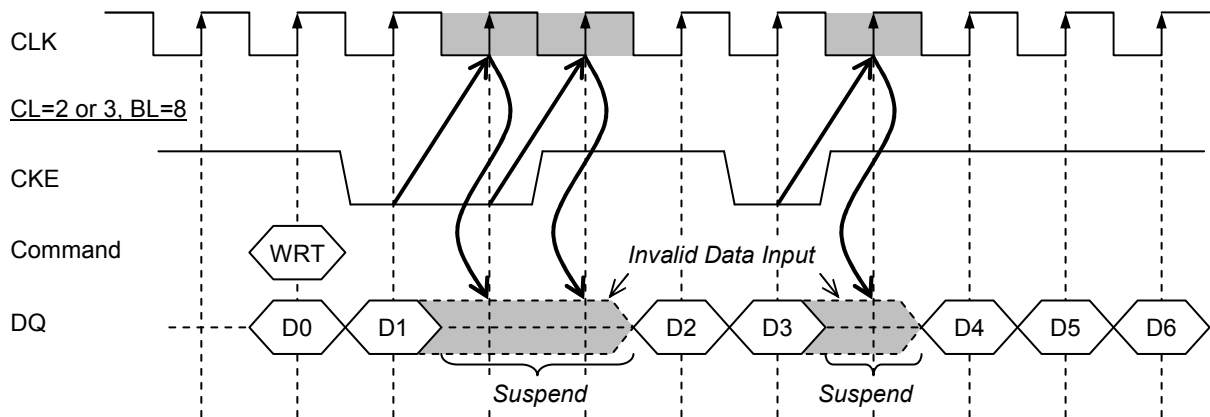 CLK
CL=2 or 3, BL=8
CKE
Command WRT Invalid Data Input
DQ D0 D1 D2 D3 D4 D5 D6
Suspend Suspend